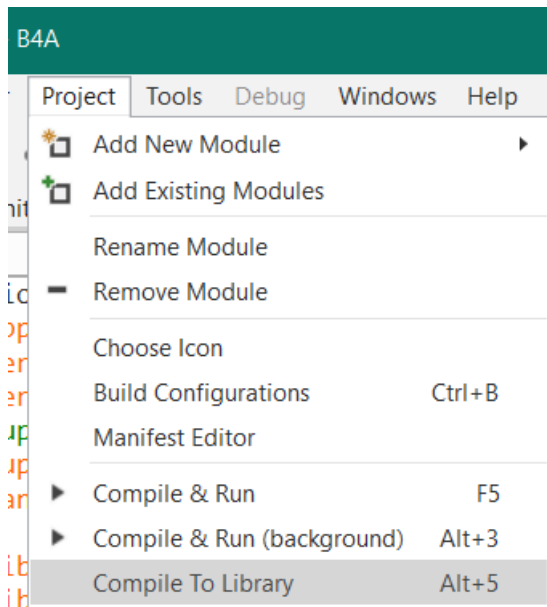 B4A
Project Tools Debug Windows Help
Add New Module
Add Existing Modules
Rename Module
Remove Module
Choose Icon
Build Configurations Ctrl+B
Manifest Editor
Compile & Run F5
Compile & Run (background) Alt+3
Compile To Library Alt+5